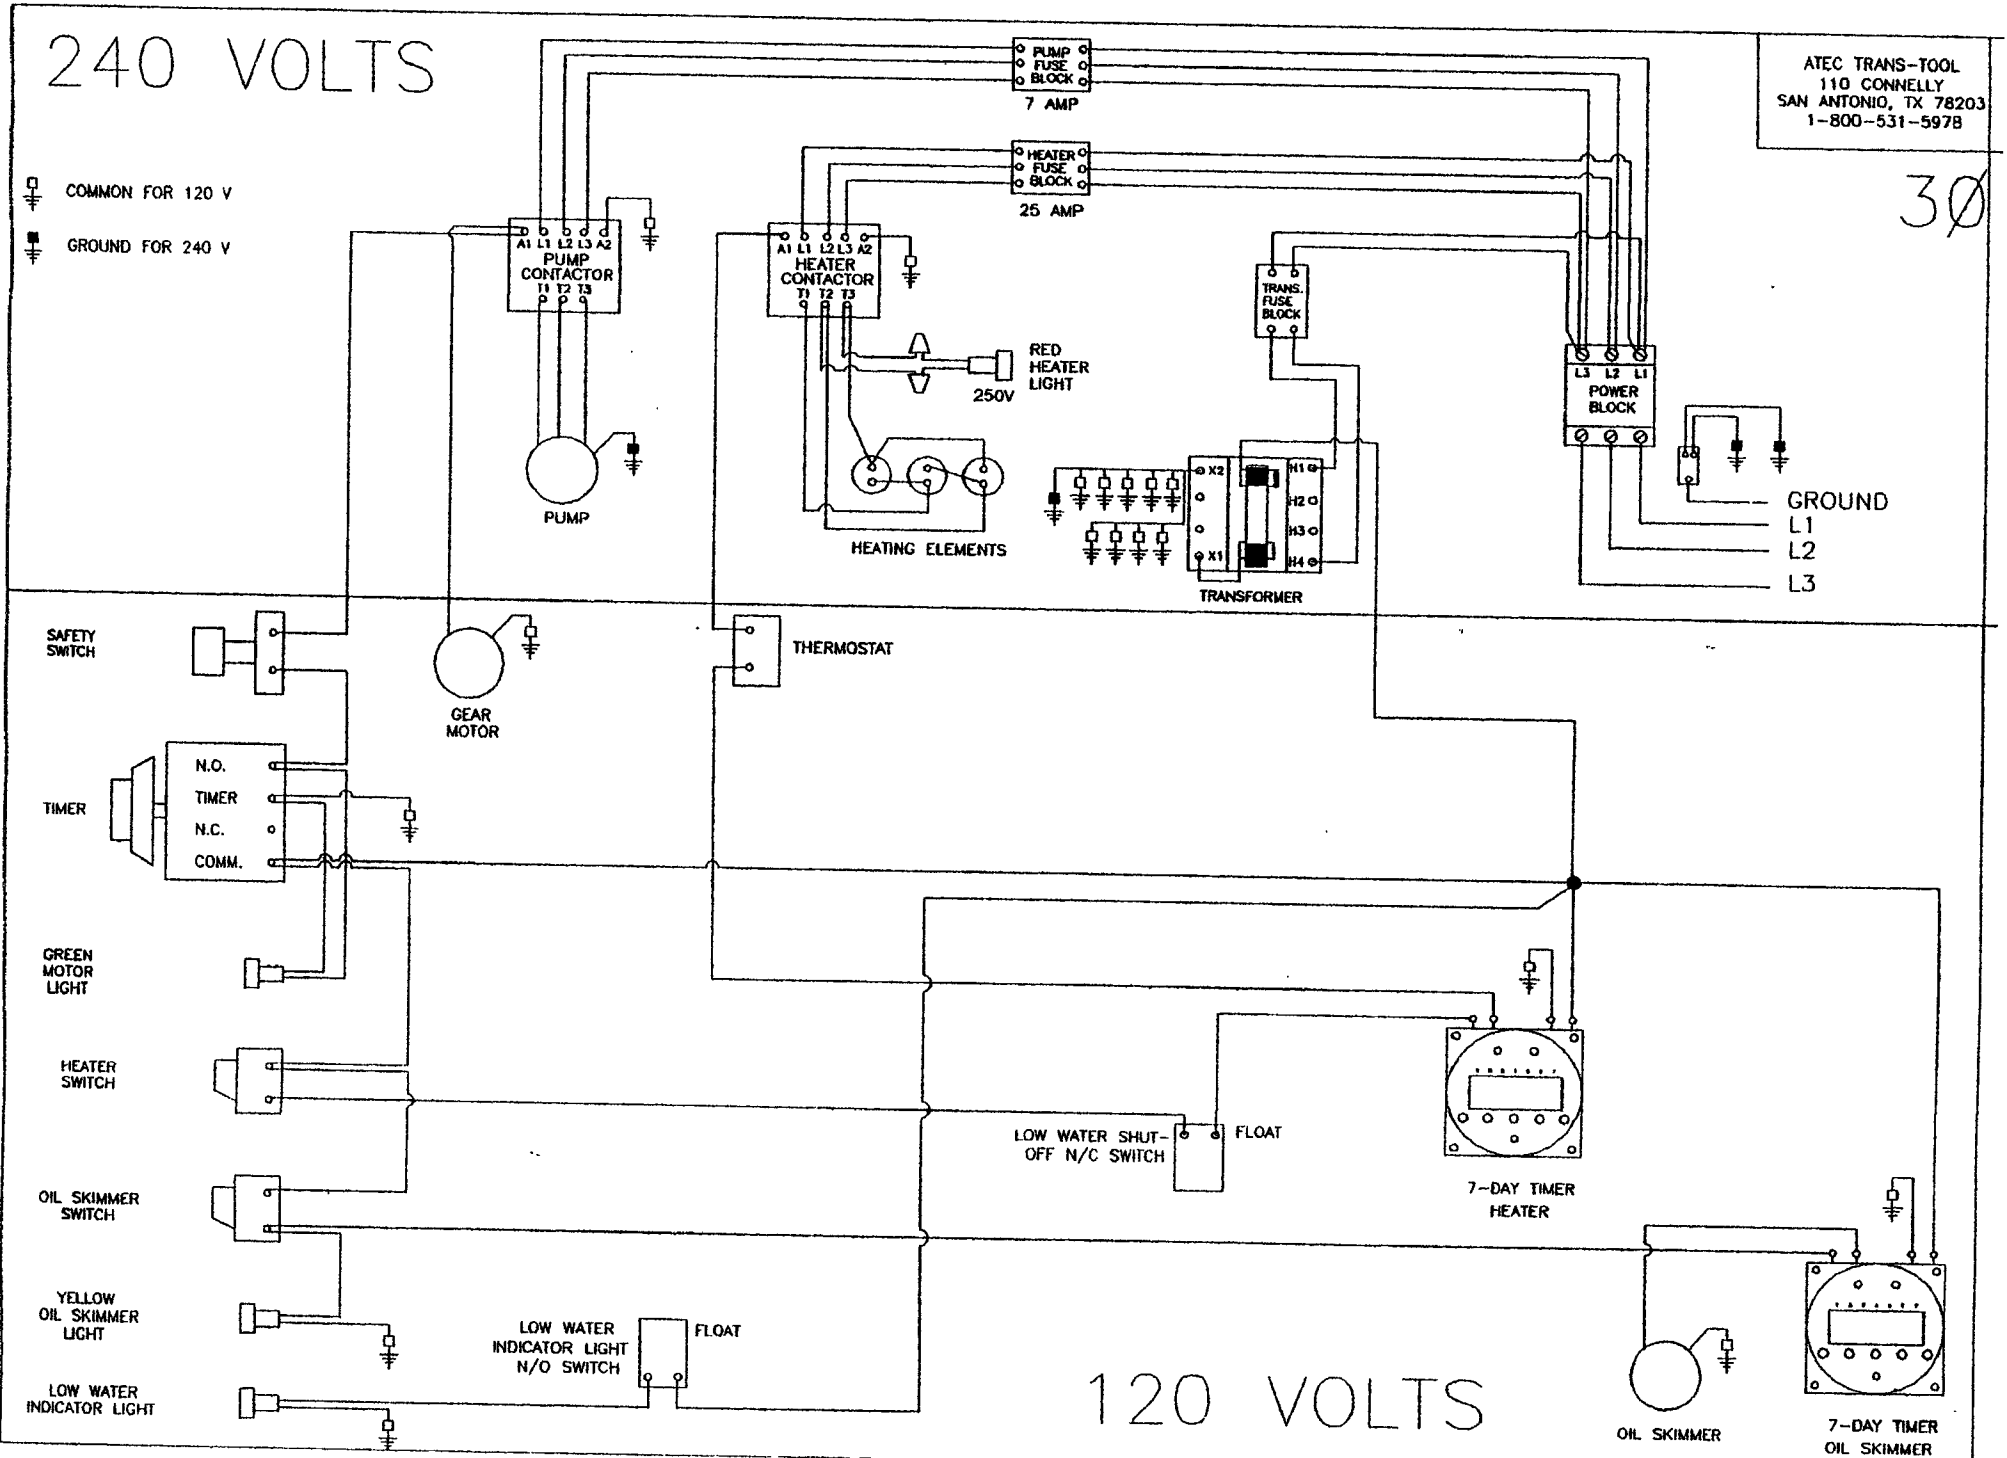 240 VOLTS
ATEC TRANS-TOOL
110 CONNELLY
SAN ANTONIO, TX 78203
1-800-531-5978
3Ø
COMMON FOR 120 V
GROUND FOR 240 V
PUMP
FUSE
BLOCK
7 AMP
HEATER
FUSE
BLOCK
25 AMP
A1 L1 L2 L3 A2
PUMP
CONTACTOR
T1 T2 T3
A1 L1 L2 L3 A2
HEATER
CONTACTOR
T1 T2 T3
TRANS.
FUSE
BLOCK
RED
HEATER
LIGHT
250V
L3 L2 L1
POWER
BLOCK
PUMP
HEATING ELEMENTS
X2
X1
H1
H2
H3
H4
TRANSFORMER
GROUND
L1
L2
L3
SAFETY
SWITCH
GEAR
MOTOR
THERMOSTAT
TIMER
N.O.
TIMER
N.C.
COMM.
GREEN
MOTOR
LIGHT
HEATER
SWITCH
LOW WATER SHUT-
OFF N/C SWITCH
FLOAT
7-DAY TIMER
HEATER
OIL SKIMMER
SWITCH
YELLOW
OIL SKIMMER
LIGHT
LOW WATER
INDICATOR LIGHT
N/O SWITCH
FLOAT
LOW WATER
INDICATOR LIGHT
120 VOLTS
OIL SKIMMER
7-DAY TIMER
OIL SKIMMER